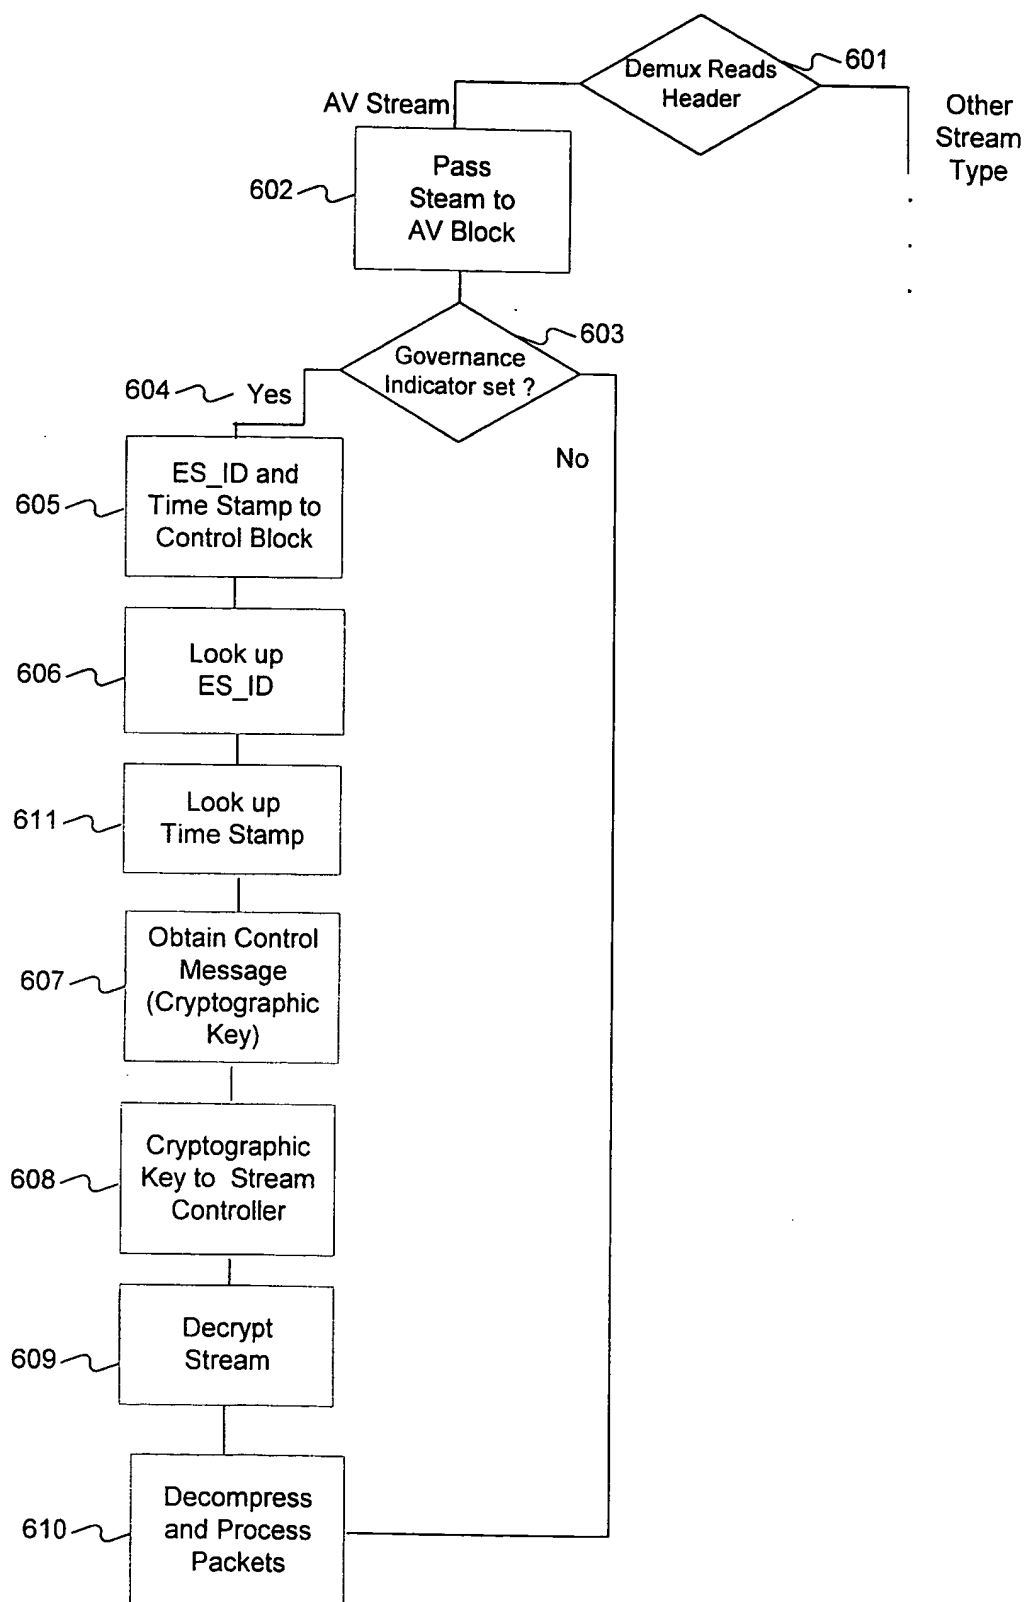 Demux Reads
Header
601
AV Stream
Other
Stream
Type
Pass
Steam to
AV Block
602
603
Governance
Indicator set ?
604
Yes
No
ES_ID and
Time Stamp to
Control Block
605
Look up
ES_ID
606
Look up
Time Stamp
611
Obtain Control
Message
(Cryptographic
Key)
607
Cryptographic
Key to Stream
Controller
608
Decrypt
Stream
609
Decompress
and Process
Packets
610